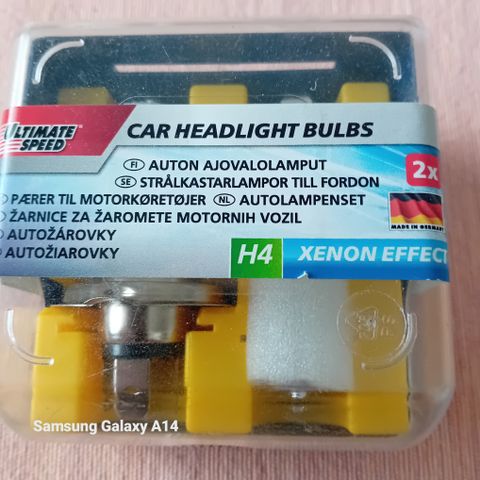 ULTIMATE
SPEED
CAR HEADLIGHT BULBS
FI AUTON AJOVALOLAMPUT
SE STRÅLKASTARLAMPOR TILL FORDON
PÆRER TIL MOTORKØRETØJER NL AUTOLAMPENSET
ŽARNICE ZA ŽAROMETE MOTORNIH VOZIL
AUTOŽÁROVKY
AUTOŽIAROVKY
2x
MADE IN GERMANY
H4 XENON EFFECT
Samsung Galaxy A14